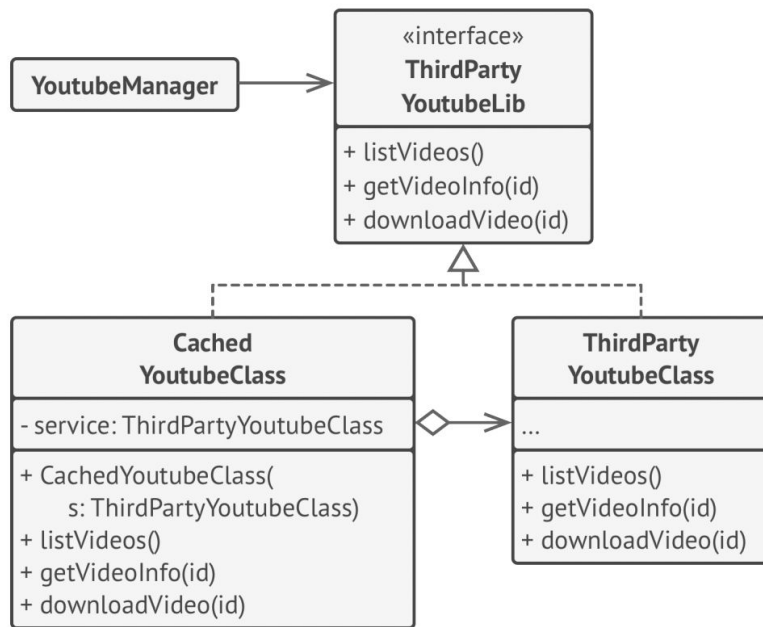 YoutubeManager
«interface»
ThirdParty
YoutubeLib
+ listVideos()
+ getVideoInfo(id)
+ downloadVideo(id)
Cached
YoutubeClass
- service: ThirdPartyYoutubeClass
+ CachedYoutubeClass(
s: ThirdPartyYoutubeClass)
+ listVideos()
+ getVideoInfo(id)
+ downloadVideo(id)
ThirdParty
YoutubeClass
...
+ listVideos()
+ getVideoInfo(id)
+ downloadVideo(id)